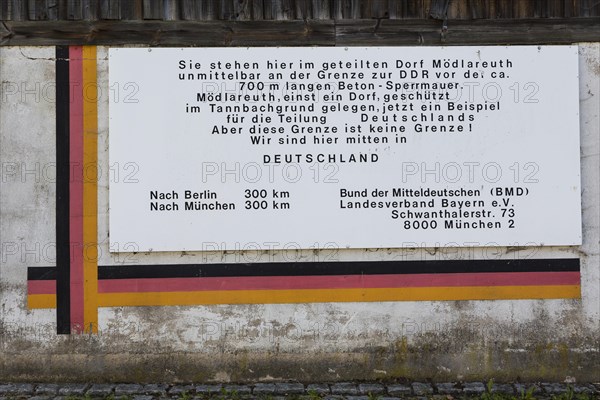 Sie stehen hier im geteilten Dorf Mödlareuth
unmittelbar an der Grenze zur DDR vor de. ca.
700 m langen Beton - Sperrmauer.
Mödlareuth, einst ein Dorf, geschützt
im Tannbachgrund gelegen, jetzt ein Beispiel
für die Teilung Deutschlands
Aber diese Grenze ist keine Grenze!
Wir sind hier mitten in
DEUTSCHLAND
Nach Berlin 300 km
Nach München 300 km
Bund der Mitteldeutschen (BMD)
Landesverband Bayern e.V.
Schwanthalerstr. 73
8000 München 2